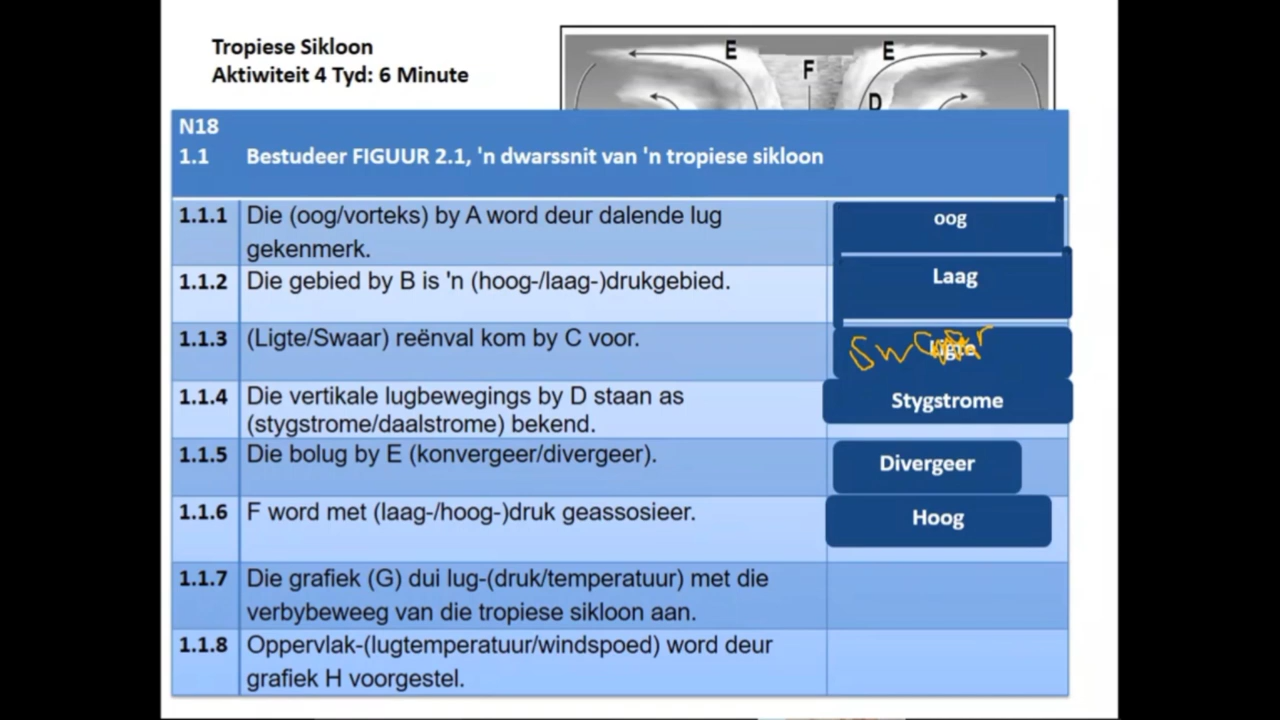 Tropiese Sikloon
Aktiwiteit 4 Tyd: 6 Minute
E
E
F
D
N18
1.1 Bestudeer FIGUUR 2.1, 'n dwarssnit van 'n tropiese sikloon
1.1.1 Die (oog/vorteks) by A word deur dalende lug
gekenmerk.
oog
1.1.2 Die gebied by B is 'n (hoog-/laag-)drukgebied.
Laag
1.1.3 (Ligte/Swaar) reënval kom by C voor.
ligte
swaar
1.1.4 Die vertikale lugbewegings by D staan as
(stygstrome/daalstrome) bekend.
Stygstrome
1.1.5 Die bolug by E (konvergeer/divergeer).
Divergeer
1.1.6 F word met (laag-/hoog-)druk geassosieer.
Hoog
1.1.7 Die grafiek (G) dui lug-(druk/temperatuur) met die
verbybeweeg van die tropiese sikloon aan.
1.1.8 Oppervlak-(lugtemperatuur/windspoed) word deur
grafiek H voorgestel.